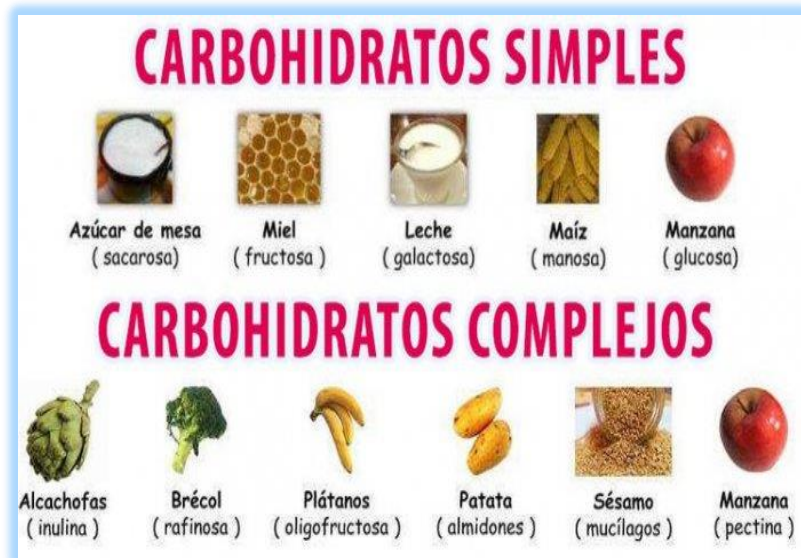 CARBOHIDRATOS SIMPLES
Azúcar de mesa
( sacarosa)
Miel
( fructosa )
Leche
( galactosa)
Maíz
( manosa )
Manzana
( glucosa)
CARBOHIDRATOS COMPLEJOS
Alcachofas
( inulina )
Brécol
( rafinosa )
Plátanos
( oligofructosa )
Patata
( almidones )
Sésamo
( mucílagos )
Manzana
( pectina )